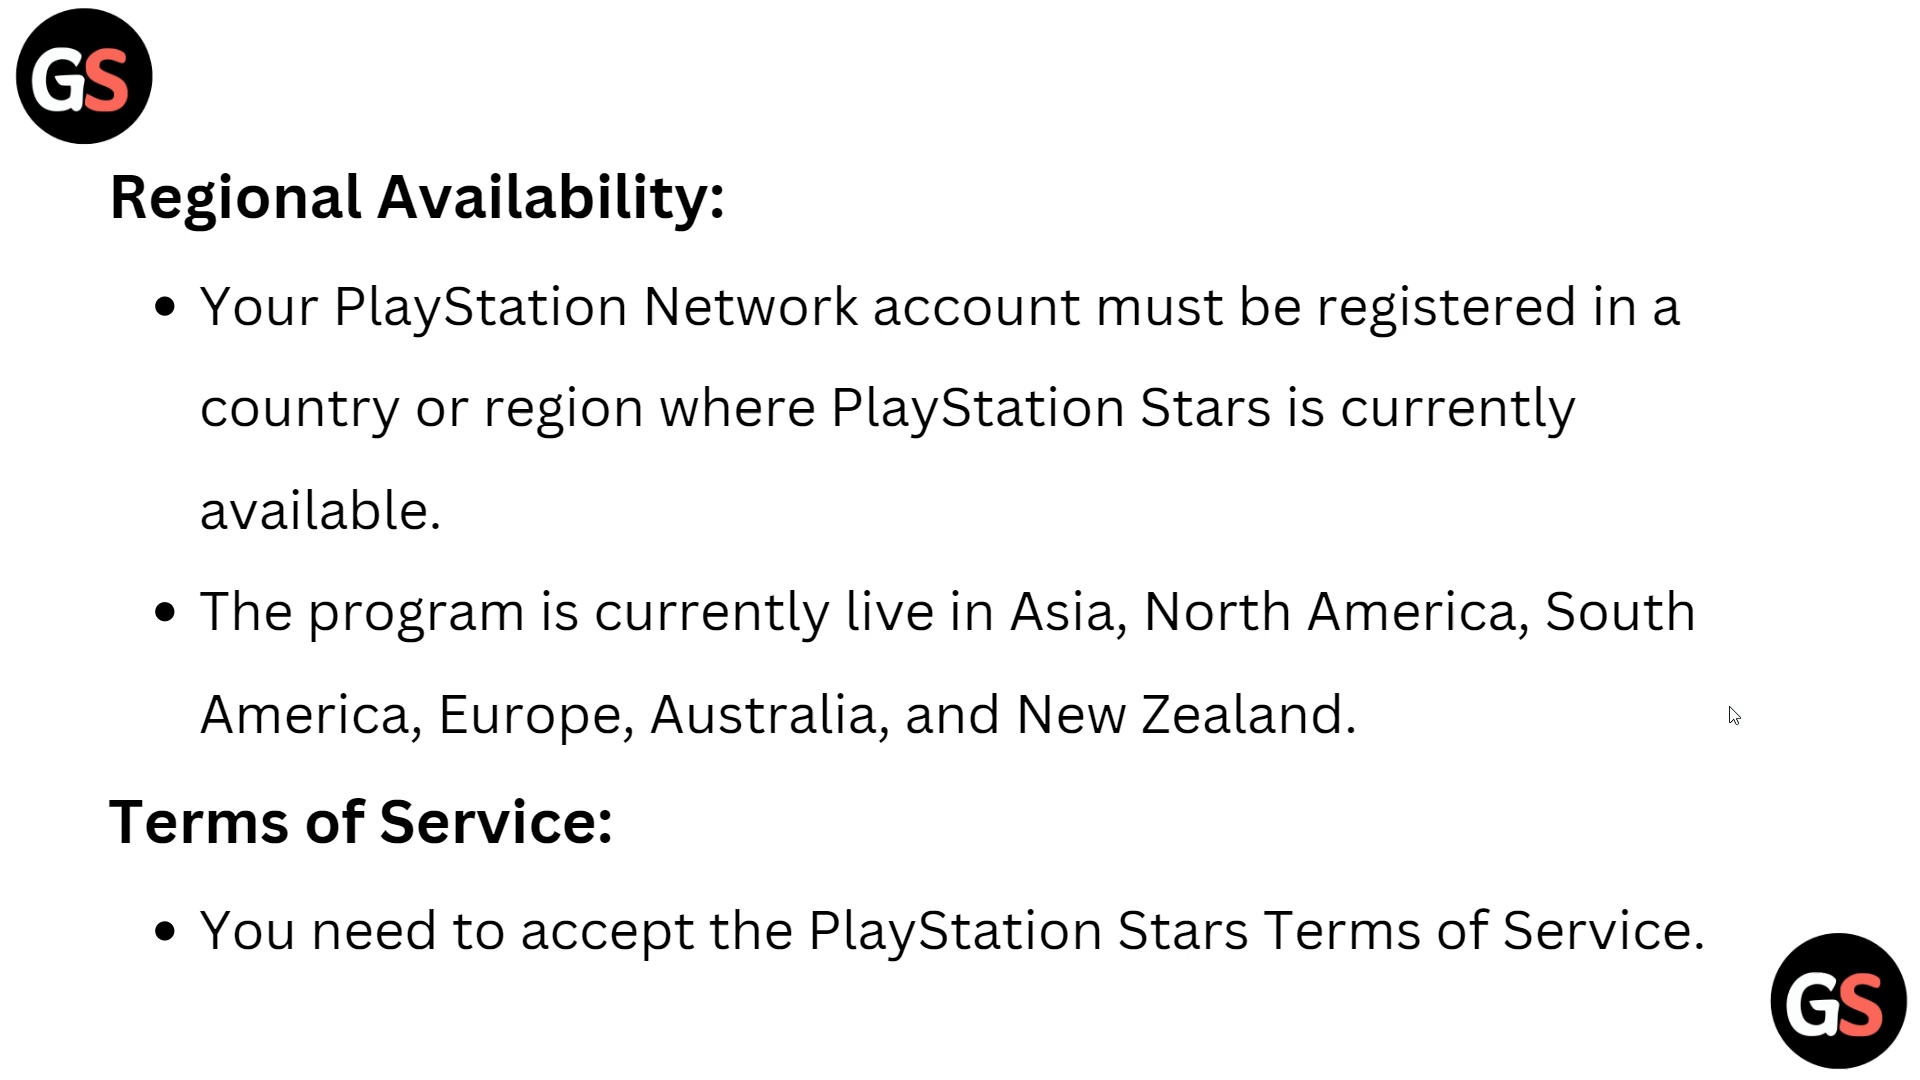 GS
Regional Availability:
• Your PlayStation Network account must be registered in a
country or region where PlayStation Stars is currently
available.
• The program is currently live in Asia, North America, South
America, Europe, Australia, and New Zealand.
Terms of Service:
• You need to accept the PlayStation Stars Terms of Service.
GS